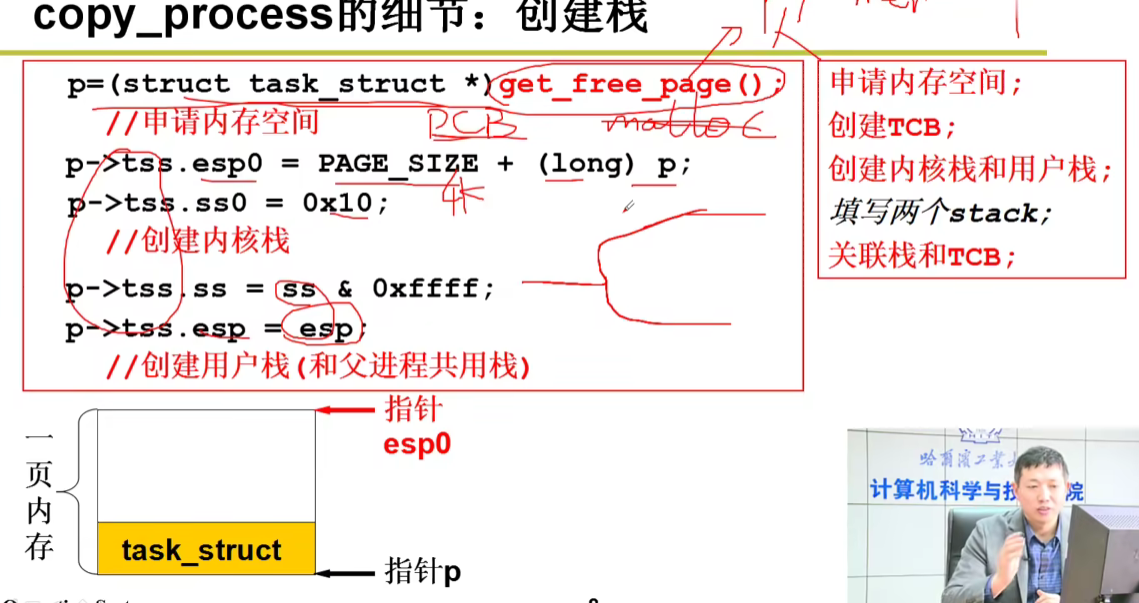 copy_process的细节：创建栈
p=(struct task_struct *)get_free_page();
//申请内存空间
PCB
malloc
p->tss.esp0 = PAGE_SIZE + (long) p;
4K
p->tss.ss0 = 0x10;
//创建内核栈
p->tss.ss = ss & 0xffff;
p->tss.esp = esp;
//创建用户栈(和父进程共用栈)
申请内存空间;
创建TCB;
创建内核栈和用户栈;
填写两个stack;
关联栈和TCB;
一页内存
指针
esp0
task_struct
指针p
哈尔滨工业大
计算机科学与技 院